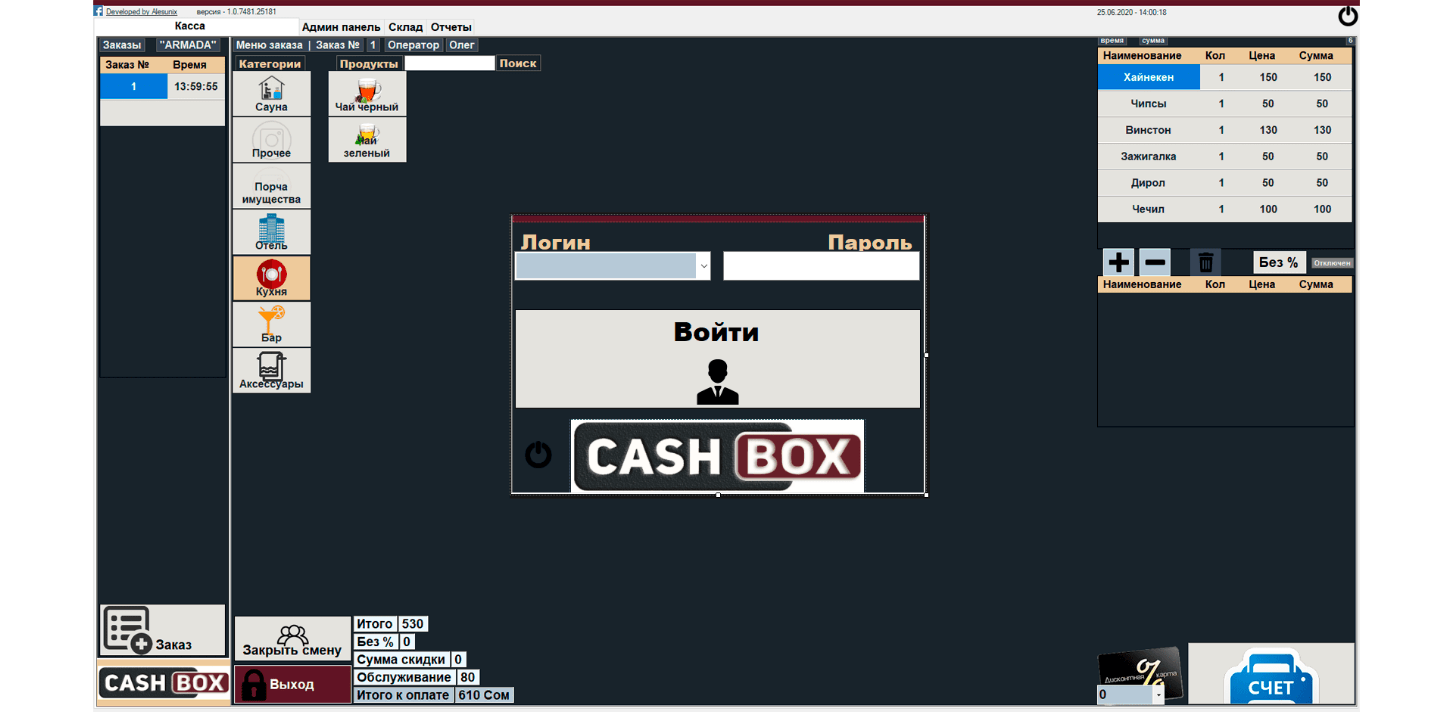 Developed by Alesunix версия - 1.0.7481.25181 25.06.2020 - 14:00:18
Касса Админ панель Склад Отчеты
Заказы "ARMADA" Меню заказа | Заказ № 1 Оператор Олег время сумма 6
Заказ № Время
1 13:59:55
Категории Продукты Поиск
Сауна
Прочее
Порча
имущества
Отель
Кухня
Бар
Аксессуары
Чай черный
Чай
зеленый
Наименование Кол Цена Сумма
Хайнекен 1 150 150
Чипсы 1 50 50
Винстон 1 130 130
Зажигалка 1 50 50
Дирол 1 50 50
Чечил 1 100 100
Без % Отключен
Наименование Кол Цена Сумма
Логин Пароль
Войти
CASH BOX
Заказ
CASH BOX
Закрыть смену
Выход
Итого 530
Без % 0
Сумма скидки 0
Обслуживание 80
Итого к оплате 610 Сом
% Дисконтная карта
0
СЧЕТ